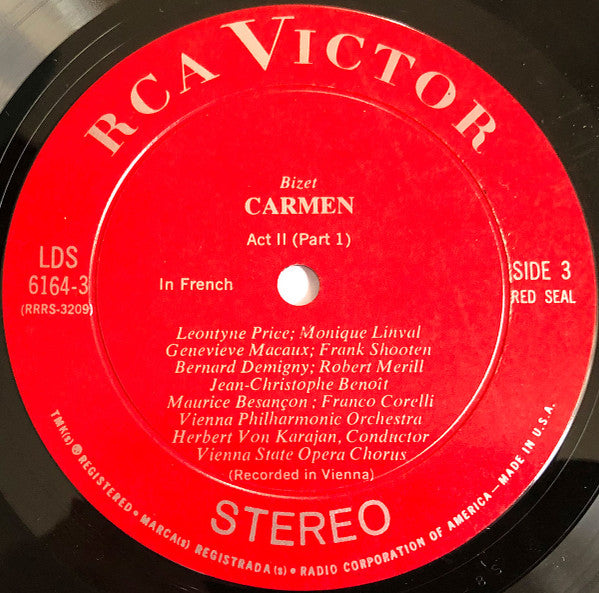 RCA VICTOR
Bizet
CARMEN
Act II (Part 1)
LDS
6164-3
(RRRS-3209)
In French
SIDE 3
RED SEAL
Leontyne Price; Monique Linval
Genevieve Macaux; Frank Shooten
Bernard Demigny; Robert Merill
Jean-Christophe Benoît
Maurice Besançon; Franco Corelli
Vienna Philharmonic Orchestra
Herbert Von Karajan, Conductor
Vienna State Opera Chorus
(Recorded in Vienna)
STEREO
TMK(s) ® REGISTERED • MARCA(s) REGISTRADA(s) • RADIO CORPORATION OF AMERICA—MADE IN U.S.A.